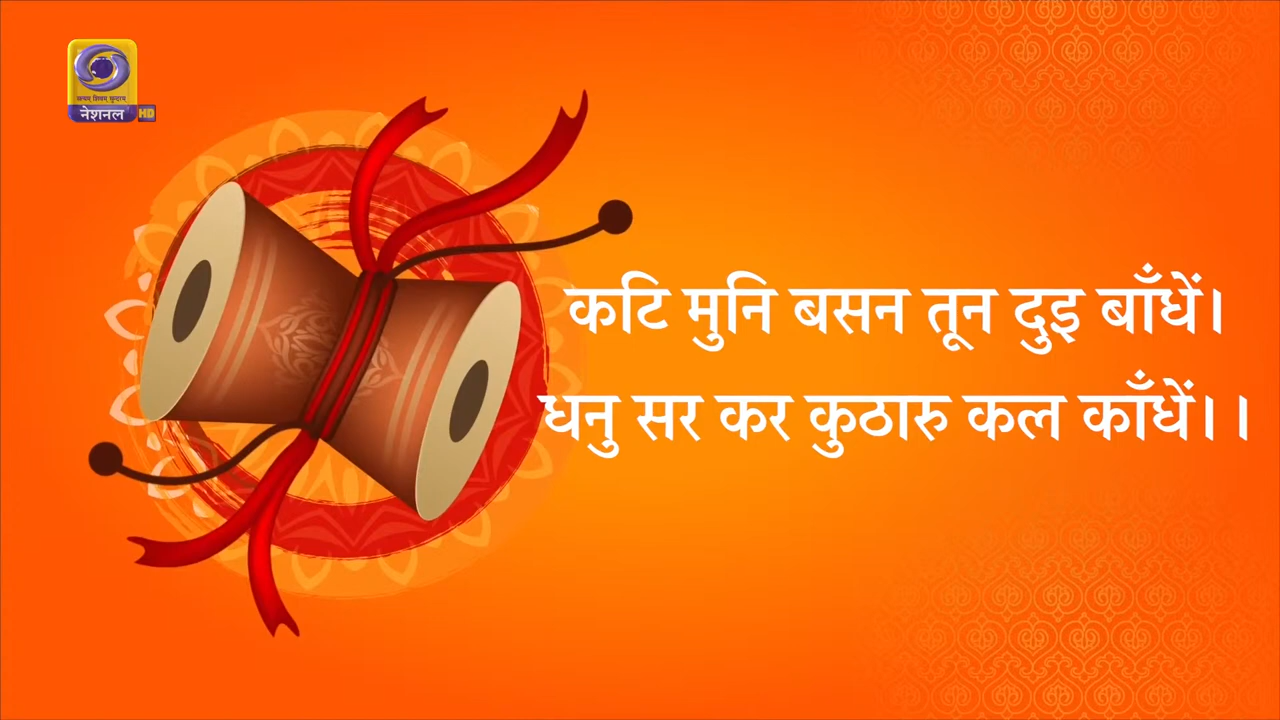 सत्यम् शिवम् सुन्दरम्
नेशनल HD
कटि मुनि बसन तून दुइ बाँधें।
धनु सर कर कुठारु कल काँधें।।